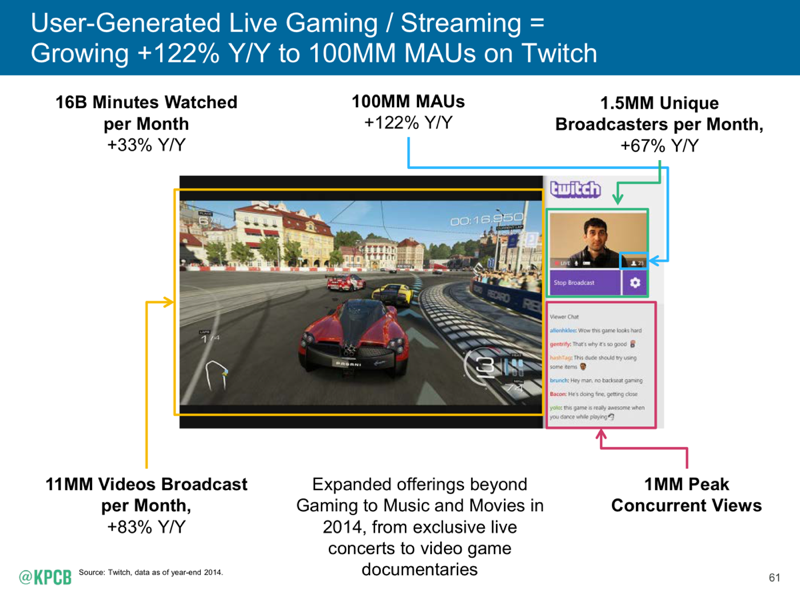 User-Generated Live Gaming / Streaming =
Growing +122% Y/Y to 100MM MAUs on Twitch
16B Minutes Watched
per Month
+33% Y/Y
100MM MAUs
+122% Y/Y
1.5MM Unique
Broadcasters per Month,
+67% Y/Y
twitch
00:16.950
LIVE
Stop Broadcast
RECARO
3
Viewer Chat
allenhklee: Wow this game looks hard
gentrify: That's why it's so good
This dude should try using
some items
brunch: Hey man, no backseat gaming
Bacon: He's doing fine, getting close
yolo: this game is really awesome when
you dance while playing
11MM Videos Broadcast
per Month,
+83% Y/Y
Expanded offerings beyond
Gaming to Music and Movies in
2014, from exclusive live
concerts to video game
documentaries
1MM Peak
Concurrent Views
@KPCB
Source: Twitch, data as of year-end 2014.
61